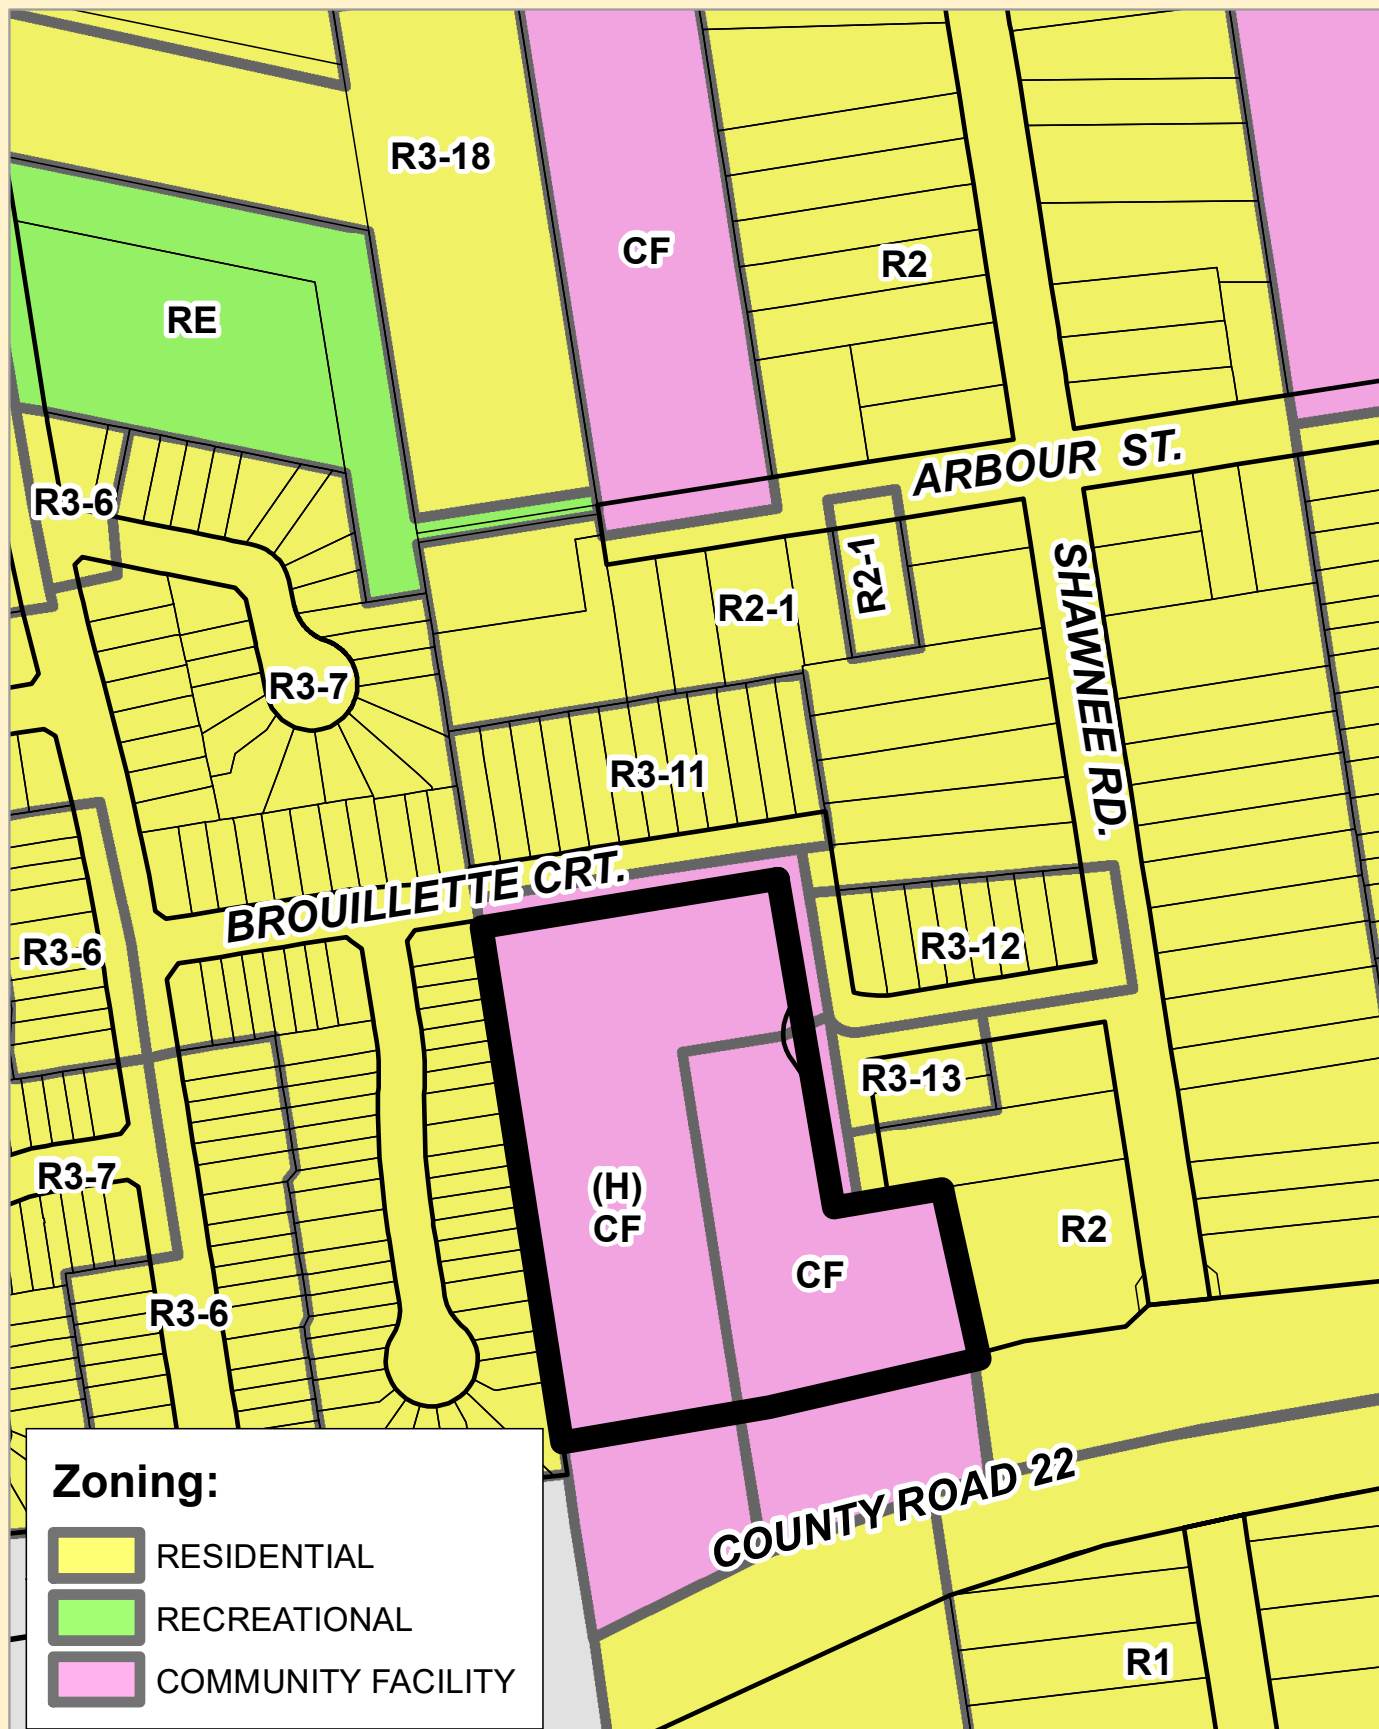 R3-18
CF
R2
RE
ARBOUR ST.
R3-6
R2-1
R2-1
SHAWNEE RD.
R3-7
R3-11
BROUILLETTE CRT.
R3-6
R3-12
R3-13
R3-7
(H)
CF
R2
CF
R3-6
COUNTY ROAD 22
Zoning:
RESIDENTIAL
RECREATIONAL
COMMUNITY FACILITY
R1